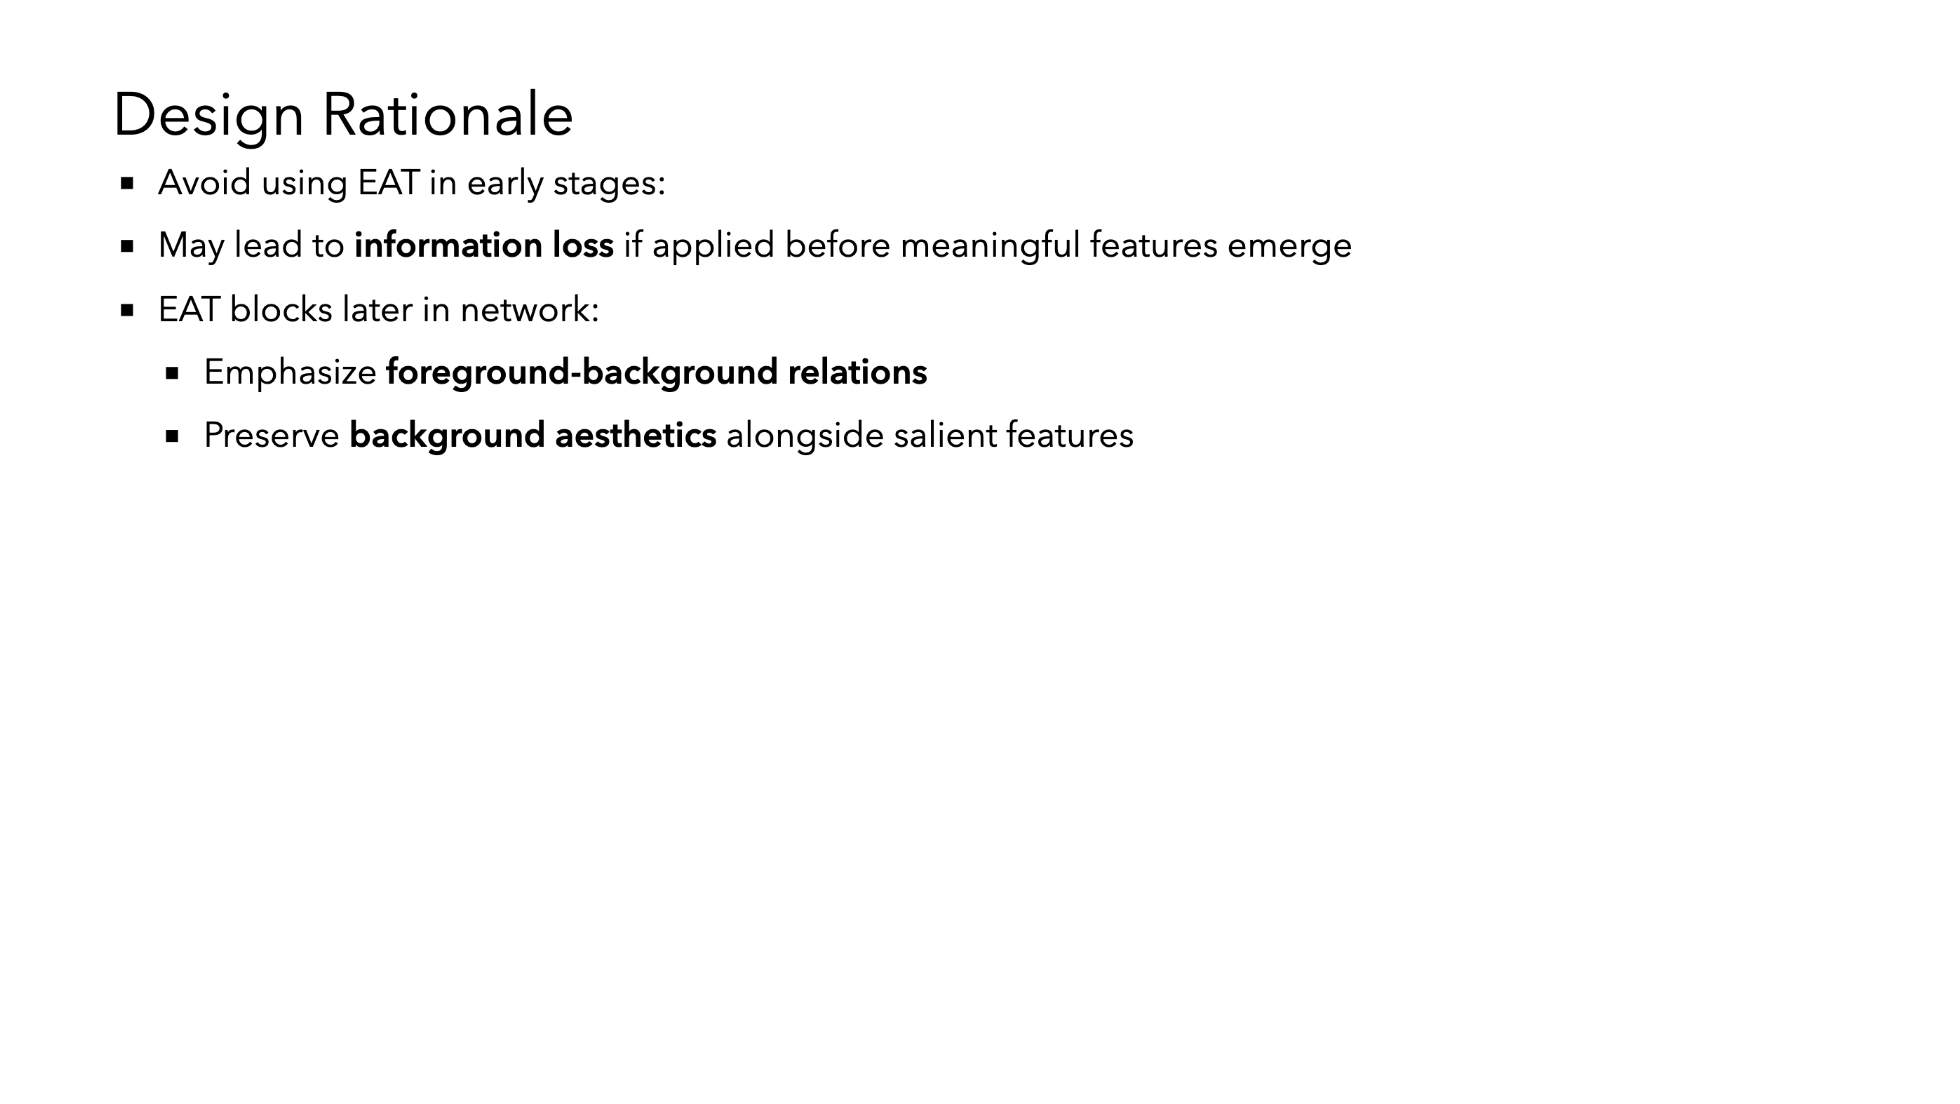 Design Rationale
▪ Avoid using EAT in early stages:
▪ May lead to information loss if applied before meaningful features emerge
▪ EAT blocks later in network:
▪ Emphasize foreground-background relations
▪ Preserve background aesthetics alongside salient features